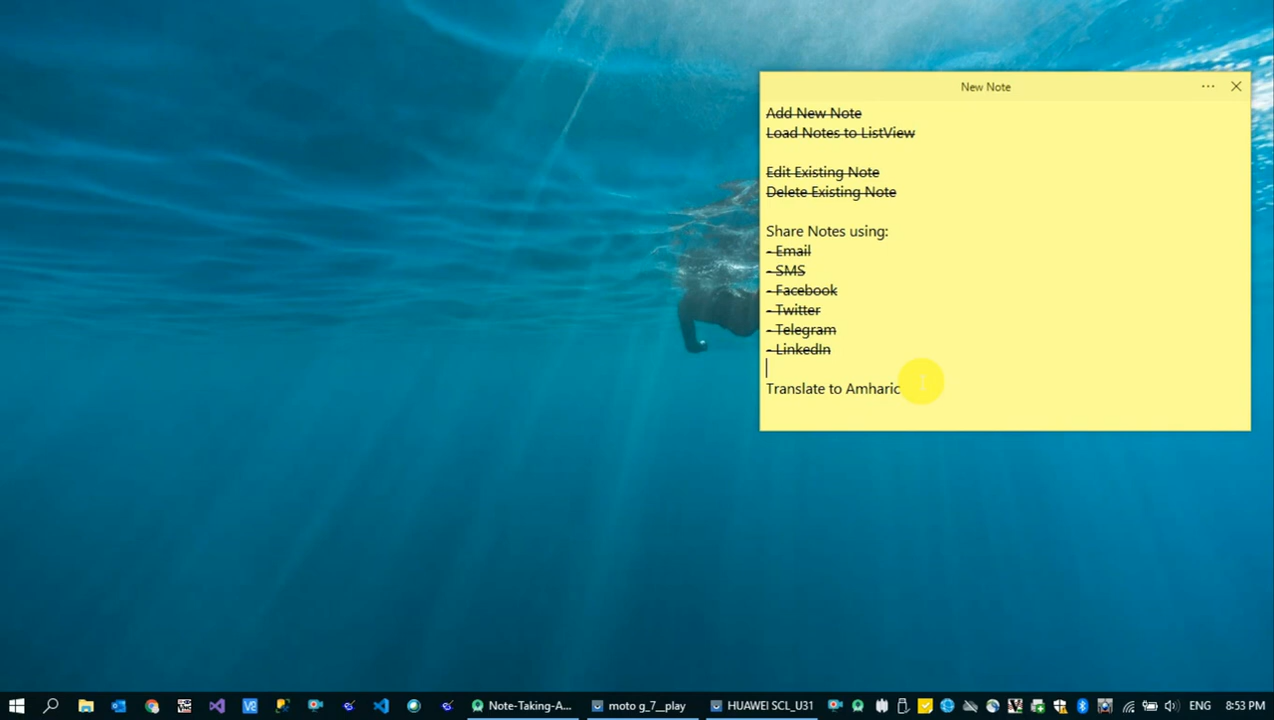 New Note
Add New Note
Load Notes to ListView
Edit Existing Note
Delete Existing Note
Share Notes using:
- Email
- SMS
- Facebook
- Twitter
- Telegram
- LinkedIn
Translate to Amharic
Note-Taking-A...
moto g_7__play
HUAWEI SCL_U31
ENG
8:53 PM